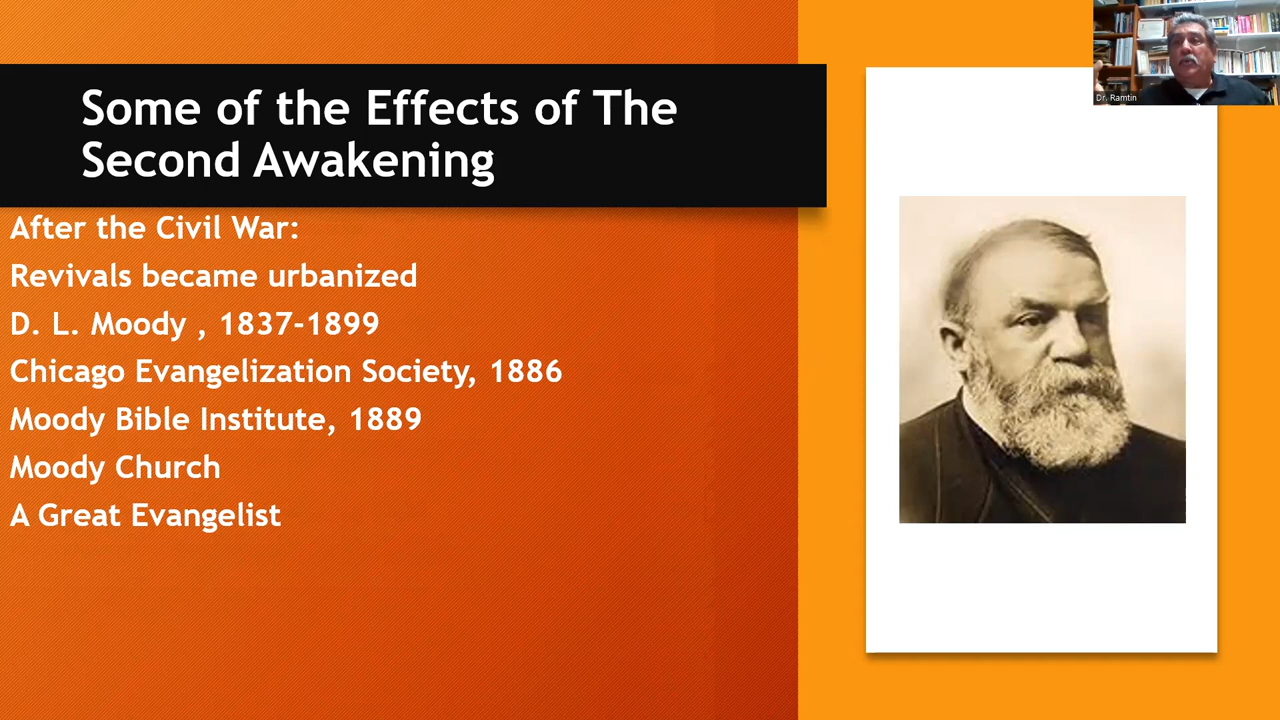 Some of the Effects of The
Second Awakening
After the Civil War:
Revivals became urbanized
D. L. Moody , 1837-1899
Chicago Evangelization Society, 1886
Moody Bible Institute, 1889
Moody Church
A Great Evangelist
Dr. Ramtin